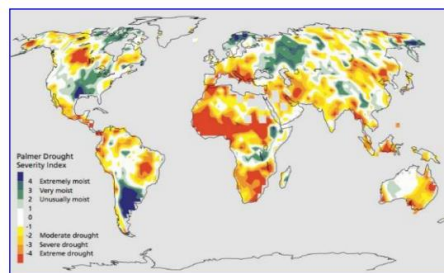 Palmer Drought
Severity Index
4 Extremely moist
3 Very moist
2 Unusually moist
1
0
-1
-2 Moderate drought
-3 Severe drought
-4 Extreme drought